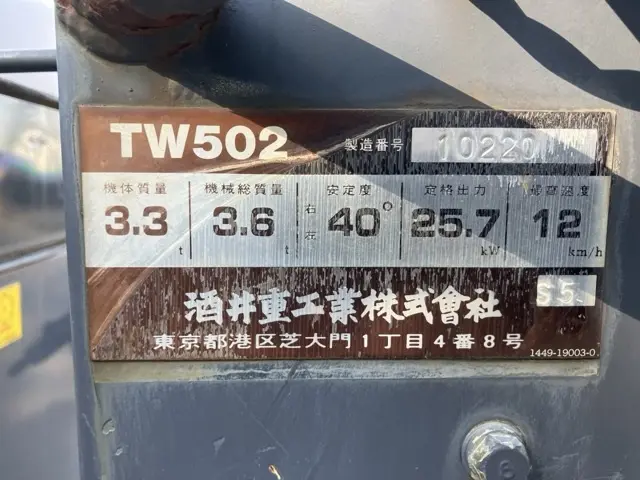 TW502 製造番号 10220
機体質量 機械総質量 安定度 定格出力 最高速度
3.3 t 3.6 t 右左 40° 25.7 kW 12 km/h
S5
酒井重工業株式會社
東京都港区芝大門1丁目4番8号
1449-19003-0